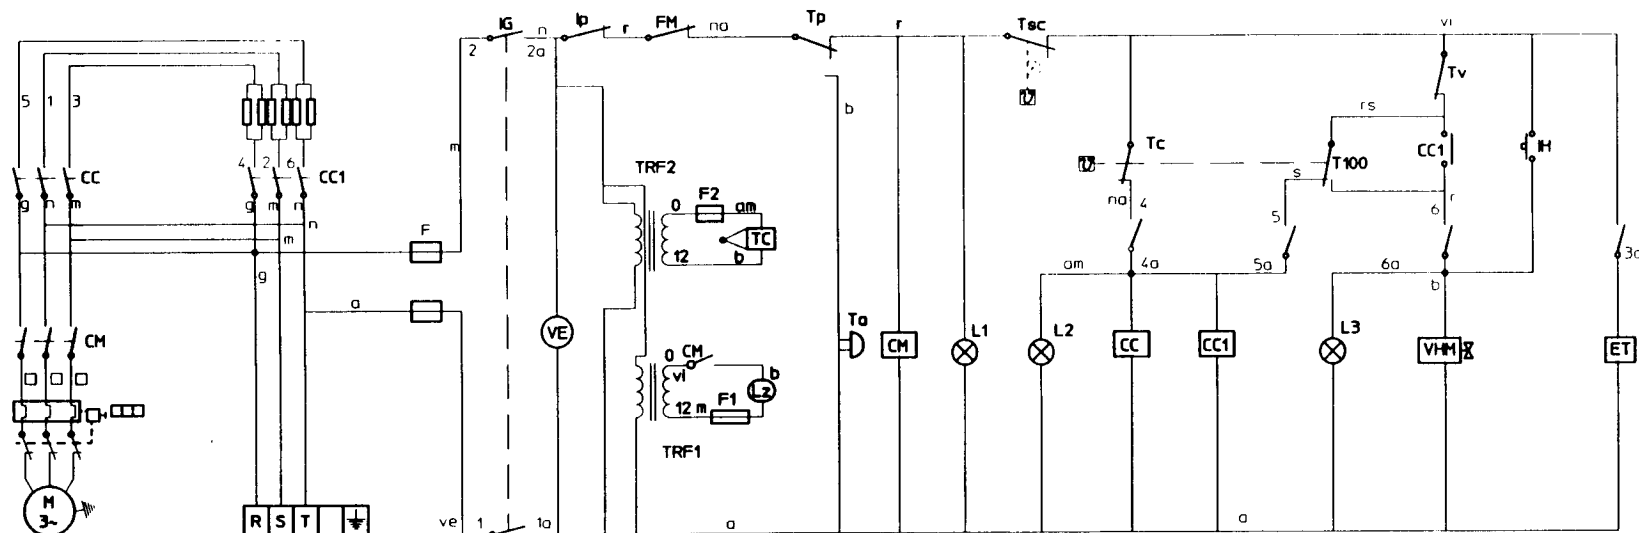 IG n Ip r FM na Tp r Tsc vi
2 2a
Tv
5 1 3 b rs
m
4 2 6 TRF2 Tc T100 CC1 IH
CC CC1 s
g n m g m n 0 F2 am na 4 5 6 r
n
F TC
m 12 b am 4a 5a 6a 3a
g b
a
VE Ta CM L1 L2 CC CC1 L3 VHM ET
CM
0 CM
vi b
Lz
12 m F1
TRF1
M
3~
R S T ve 1 1a a a